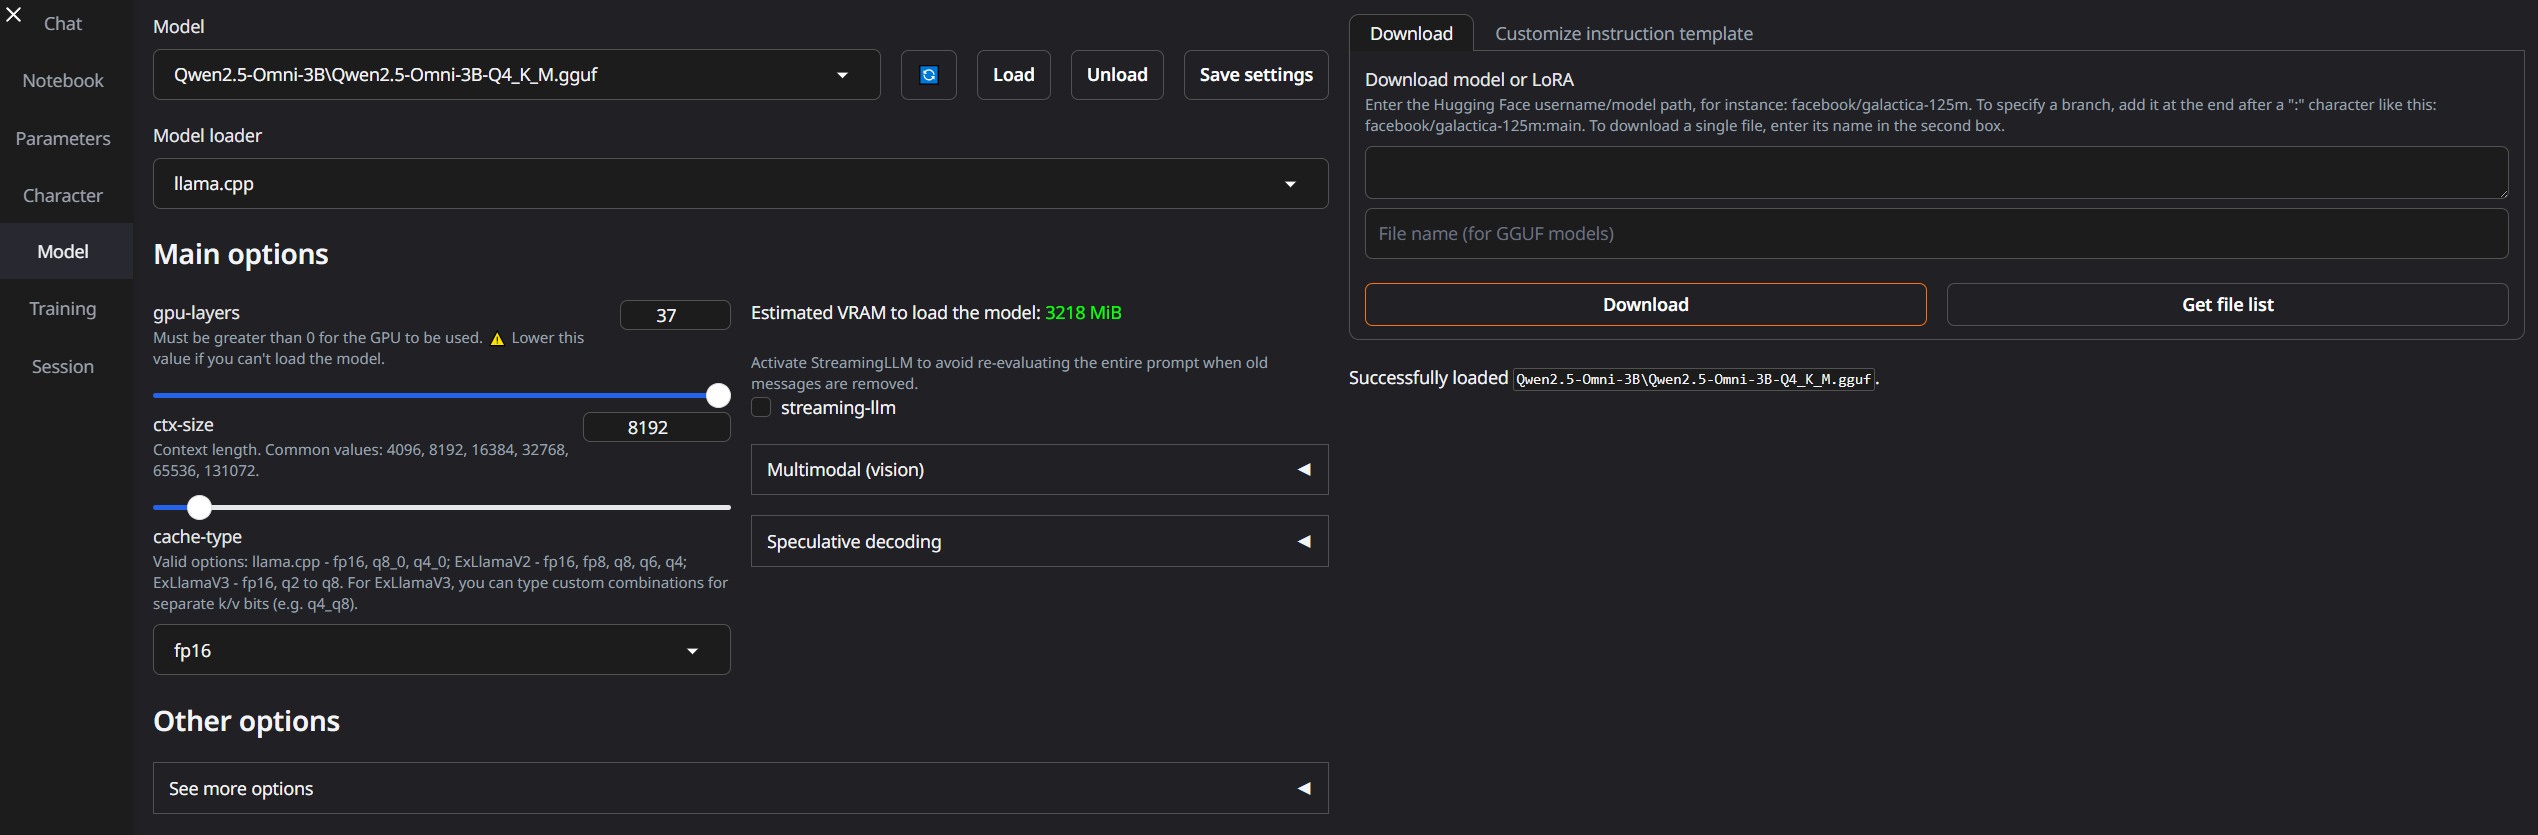 Chat
Notebook
Parameters
Character
Model
Training
Session
Model
Qwen2.5-Omni-3B\Qwen2.5-Omni-3B-Q4_K_M.gguf
Load
Unload
Save settings
Model loader
llama.cpp
Main options
gpu-layers
37
Must be greater than 0 for the GPU to be used. ⚠ Lower this
value if you can't load the model.
ctx-size
8192
Context length. Common values: 4096, 8192, 16384, 32768,
65536, 131072.
cache-type
Valid options: llama.cpp - fp16, q8_0, q4_0; ExLlamaV2 - fp16, fp8, q8, q6, q4;
ExLlamaV3 - fp16, q2 to q8. For ExLlamaV3, you can type custom combinations for
separate k/v bits (e.g. q4_q8).
fp16
Estimated VRAM to load the model: 3218 MiB
Activate StreamingLLM to avoid re-evaluating the entire prompt when old
messages are removed.
streaming-llm
Multimodal (vision)
Speculative decoding
Other options
See more options
Download
Customize instruction template
Download model or LoRA
Enter the Hugging Face username/model path, for instance: facebook/galactica-125m. To specify a branch, add it at the end after a ":" character like this:
facebook/galactica-125m:main. To download a single file, enter its name in the second box.
File name (for GGUF models)
Download
Get file list
Successfully loaded Qwen2.5-Omni-3B\Qwen2.5-Omni-3B-Q4_K_M.gguf.